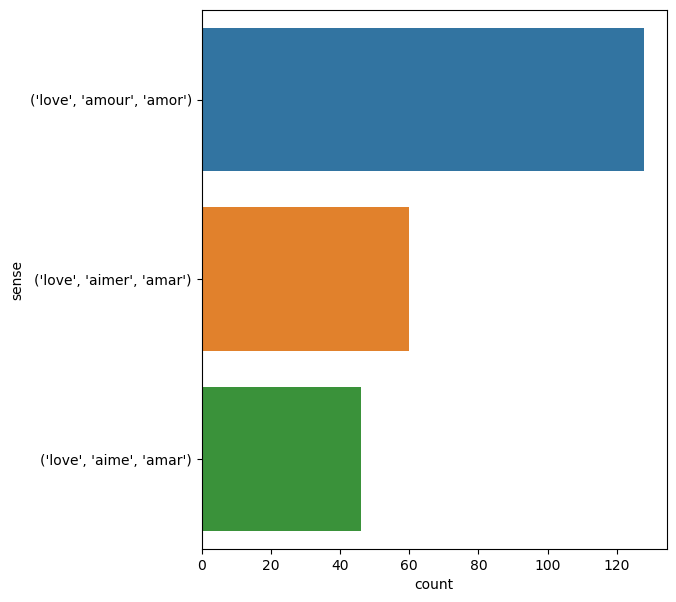 ('love', 'amour', 'amor')
('love', 'aimer', 'amar')
('love', 'aime', 'amar')
sense
0 20 40 60 80 100 120
count